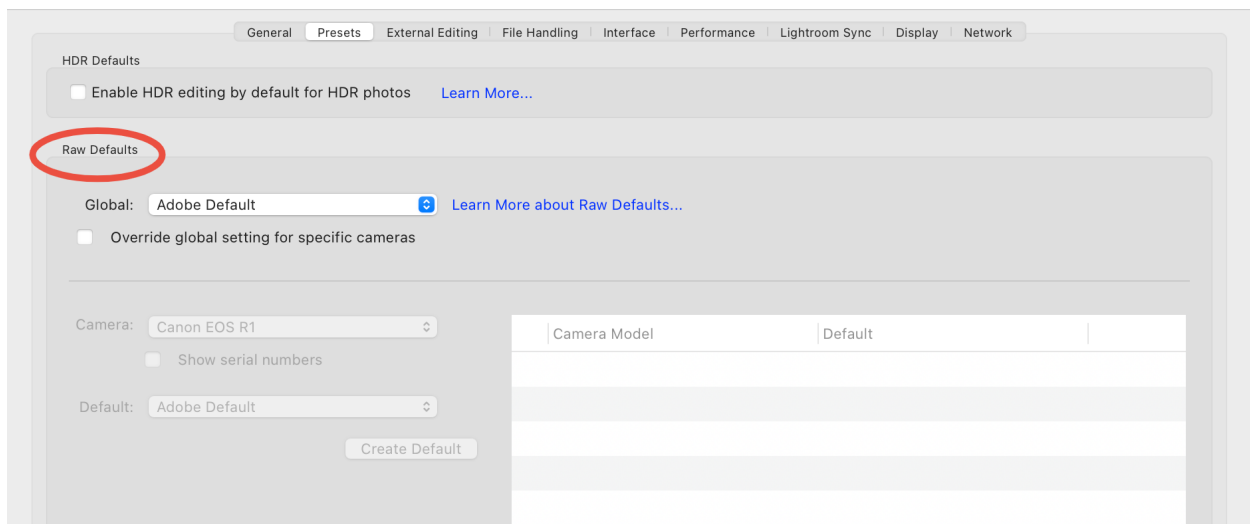 General Presets External Editing File Handling Interface Performance Lightroom Sync Display Network
HDR Defaults
Enable HDR editing by default for HDR photos Learn More...
Raw Defaults
Global: Adobe Default Learn More about Raw Defaults...
Override global setting for specific cameras
Camera: Canon EOS R1
Show serial numbers
Default: Adobe Default
Create Default
Camera Model Default